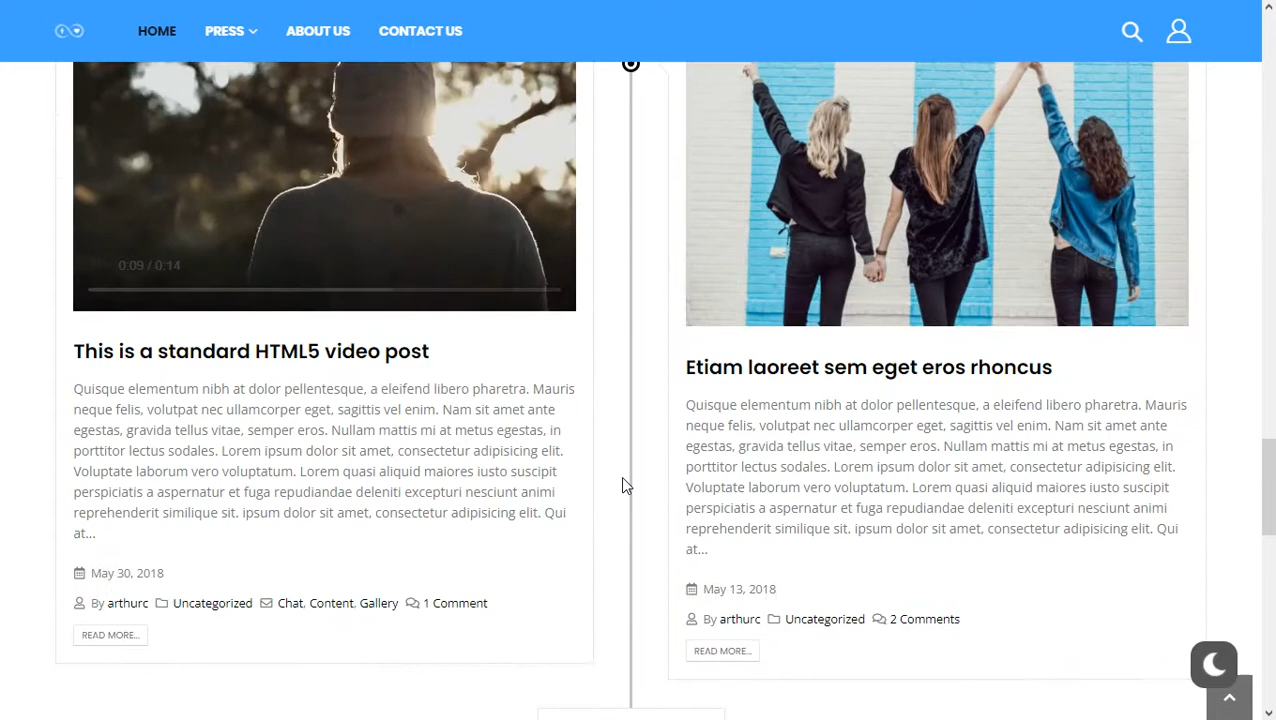 HOME PRESS ABOUT US CONTACT US
0:09 / 0:14
This is a standard HTML5 video post
Quisque elementum nibh at dolor pellentesque, a eleifend libero pharetra. Mauris
neque felis, volutpat nec ullamcorper eget, sagittis vel enim. Nam sit amet ante
egestas, gravida tellus vitae, semper eros. Nullam mattis mi at metus egestas, in
porttitor lectus sodales. Lorem ipsum dolor sit amet, consectetur adipisicing elit.
Voluptate laborum vero voluptatum. Lorem quasi aliquid maiores iusto suscipit
perspiciatis a aspernatur et fuga repudiandae deleniti excepturi nesciunt animi
reprehenderit similique sit. ipsum dolor sit amet, consectetur adipisicing elit. Qui
at...
May 30, 2018
By arthurc Uncategorized Chat, Content, Gallery 1 Comment
READ MORE...
Etiam laoreet sem eget eros rhoncus
Quisque elementum nibh at dolor pellentesque, a eleifend libero pharetra. Mauris
neque felis, volutpat nec ullamcorper eget, sagittis vel enim. Nam sit amet ante
egestas, gravida tellus vitae, semper eros. Nullam mattis mi at metus egestas, in
porttitor lectus sodales. Lorem ipsum dolor sit amet, consectetur adipisicing elit.
Voluptate laborum vero voluptatum. Lorem quasi aliquid maiores iusto suscipit
perspiciatis a aspernatur et fuga repudiandae deleniti excepturi nesciunt animi
reprehenderit similique sit. ipsum dolor sit amet, consectetur adipisicing elit. Qui
at...
May 13, 2018
By arthurc Uncategorized 2 Comments
READ MORE...